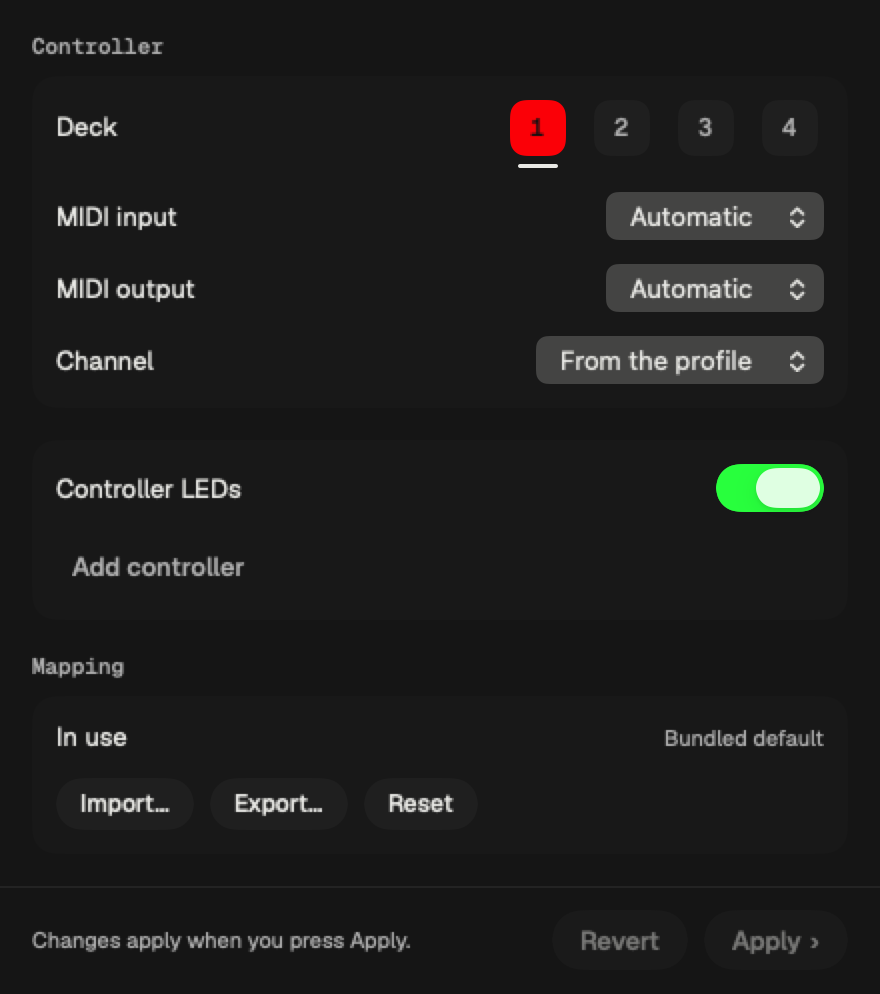 Controller
Deck 1 2 3 4
MIDI input Automatic
MIDI output Automatic
Channel From the profile
Controller LEDs
Add controller
Mapping
In use Bundled default
Import... Export... Reset
Changes apply when you press Apply. Revert Apply ›